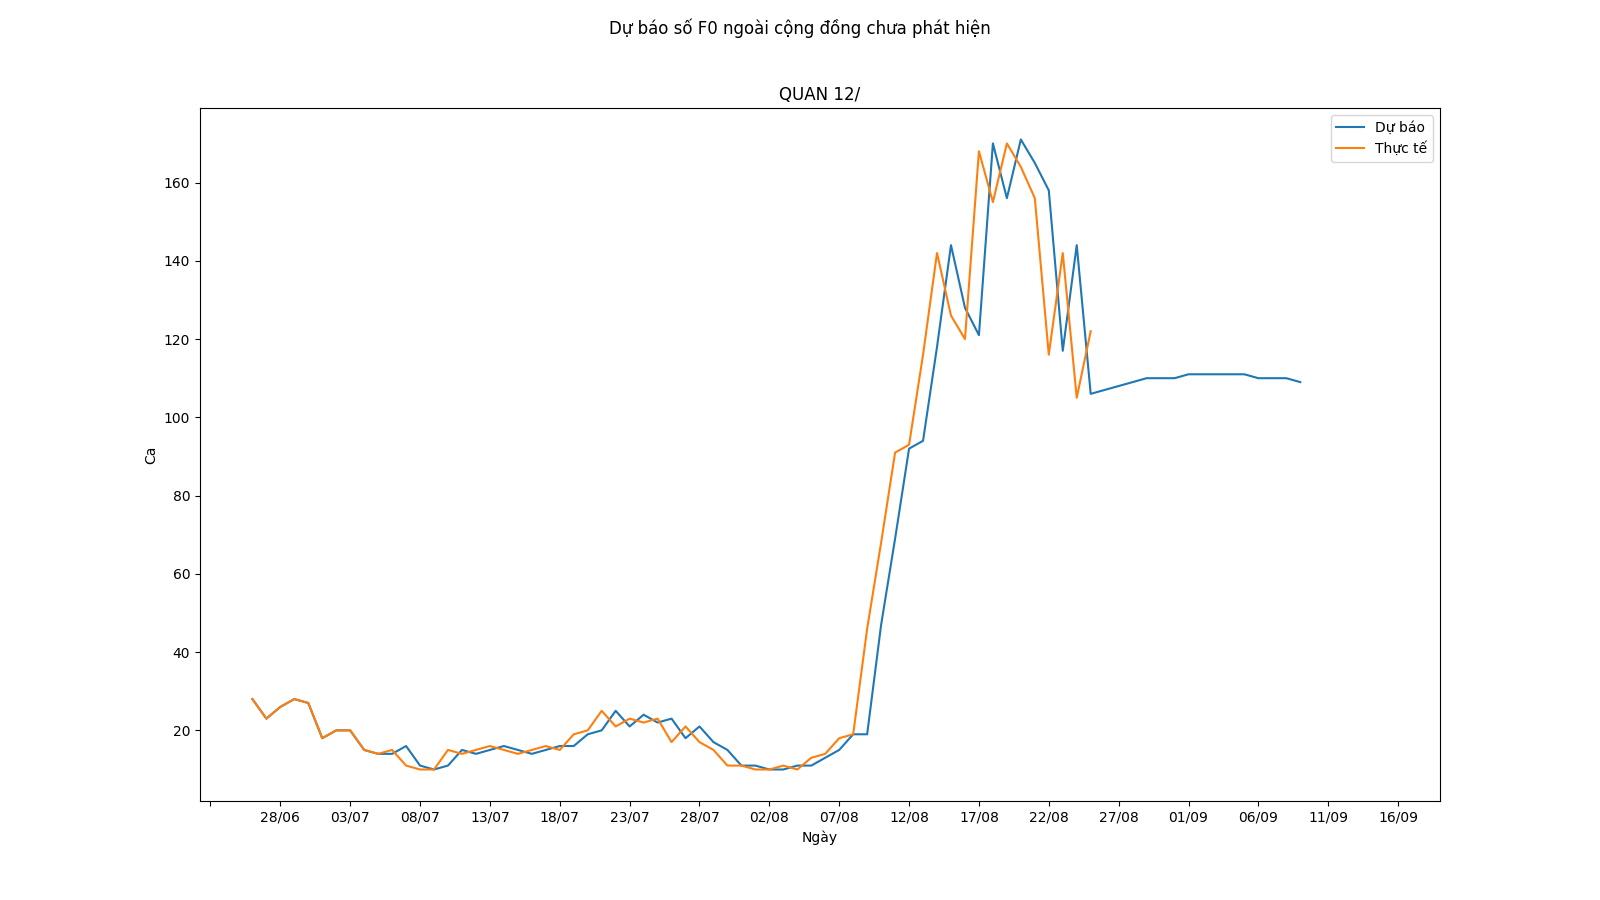 Dự báo số F0 ngoài cộng đồng chưa phát hiện
QUAN 12/
Dự báo
Thực tế
160
140
120
100
80
60
40
20
Ca
28/06 03/07 08/07 13/07 18/07 23/07 28/07 02/08 07/08 12/08 17/08 22/08 27/08 01/09 06/09 11/09 16/09
Ngày